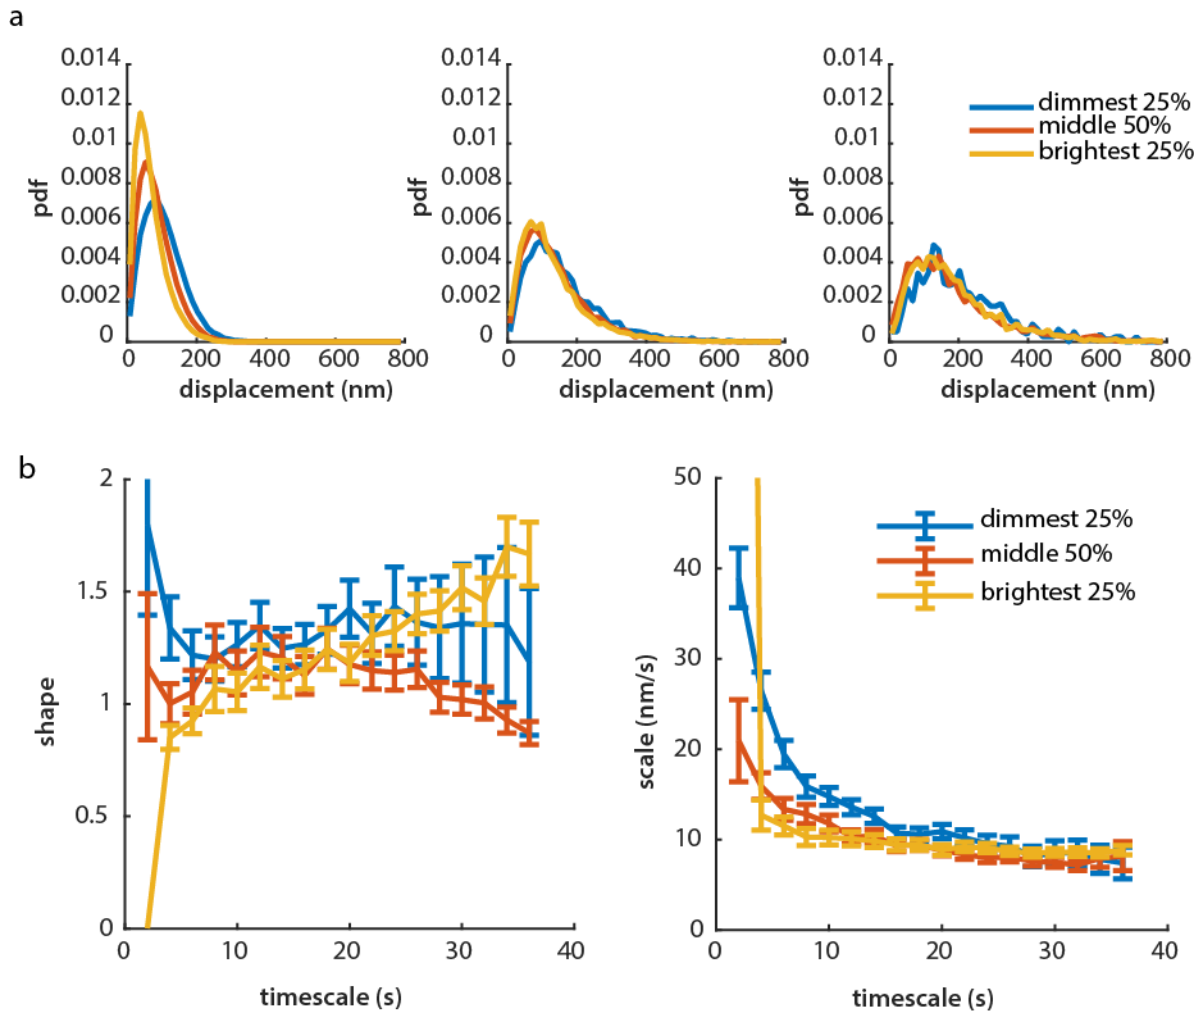 a
0.014
0.012
0.01
0.008
0.006
0.004
0.002
0
pdf
0 200 400 600 800
displacement (nm)
0.014
0.012
0.01
0.008
0.006
0.004
0.002
0
pdf
0 200 400 600 800
displacement (nm)
0.014
0.012
0.01
0.008
0.006
0.004
0.002
0
pdf
0 200 400 600 800
displacement (nm)
dimmest 25%
middle 50%
brightest 25%
b
2
1.5
1
0.5
0
shape
0 10 20 30 40
timescale (s)
50
40
30
20
10
0
scale (nm/s)
0 10 20 30 40
timescale (s)
dimmest 25%
middle 50%
brightest 25%